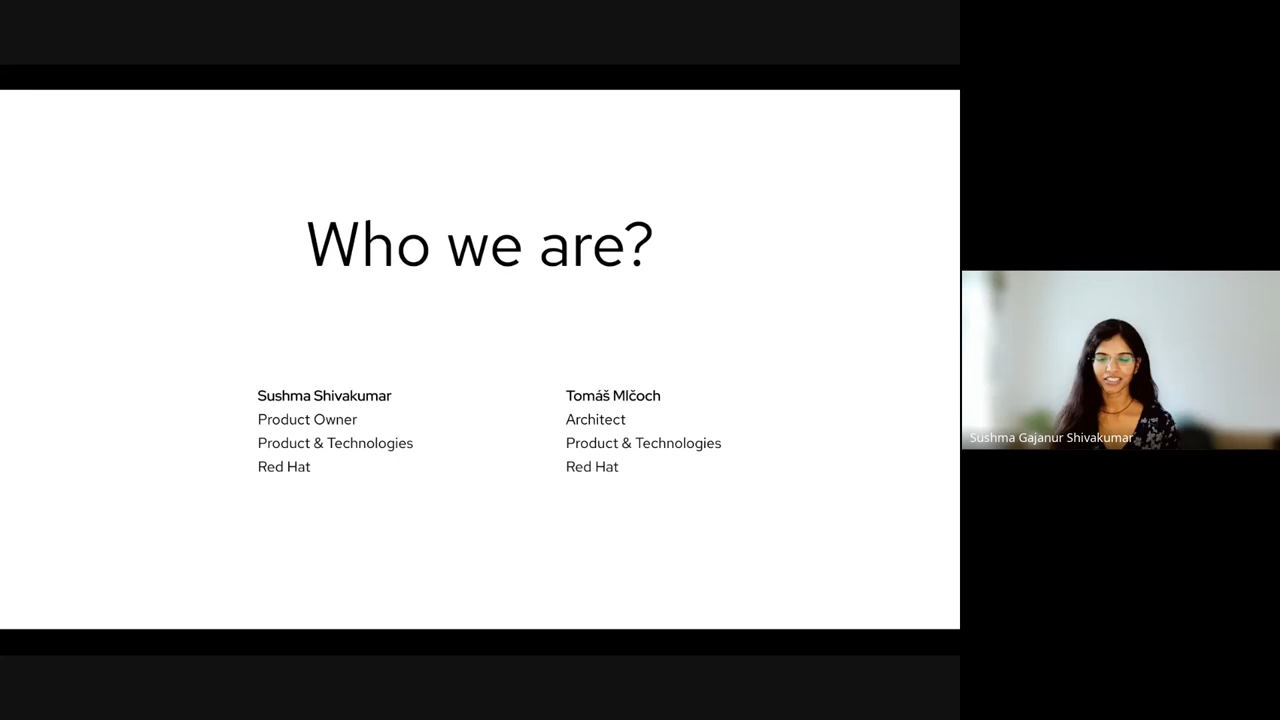 Who we are?
Sushma Shivakumar
Product Owner
Product & Technologies
Red Hat
Tomáš Mlčoch
Architect
Product & Technologies
Red Hat
Sushma Gajanur Shivakumar